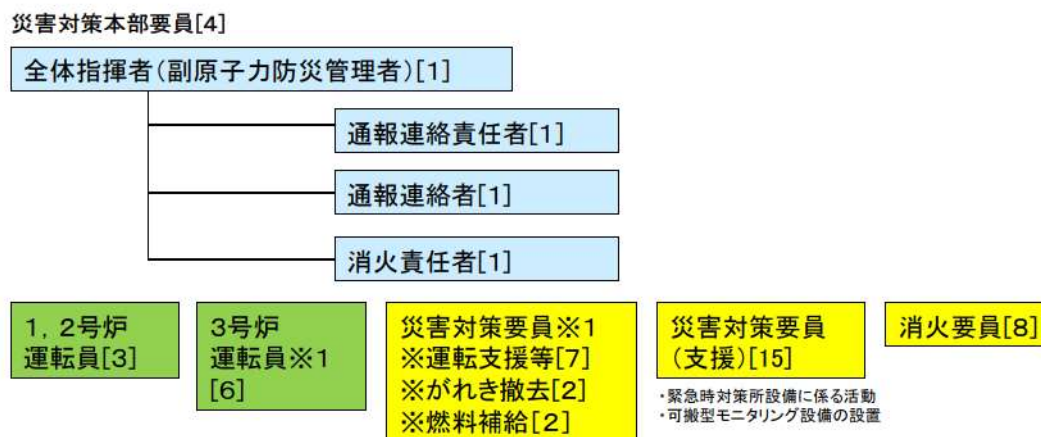 災害対策本部要員[4]
全体指揮者(副原子力防災管理者)[1]
通報連絡責任者[1]
通報連絡者[1]
消火責任者[1]
1,2号炉
運転員[3]
3号炉
運転員※1
[6]
災害対策要員※1
※運転支援等[7]
※がれき撤去[2]
※燃料補給[2]
災害対策要員
(支援)[15]
・緊急時対策所設備に係る活動
・可搬型モニタリング設備の設置
消火要員[8]